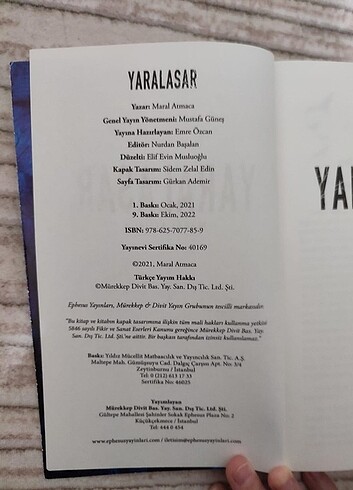 YARALASAR
Yazar: Maral Atmaca
Genel Yayın Yönetmeni: Mustafa Güneş
Yayına Hazırlayan: Emre Özcan
Editör: Nurdan Başalan
Düzelti: Elif Evin Musluoğlu
Kapak Tasarım: Sidem Zelal Edin
Sayfa Tasarım: Gürkan Ademir
1. Baskı: Ocak, 2021
9. Baskı: Ekim, 2022
ISBN: 978-625-7077-85-9
Yayınevi Sertifika No: 40169
©2021, Maral Atmaca
Türkçe Yayım Hakkı
©Mürekkep Divit Bas. Yay. San. Dış Tic. Ltd. Şti.
Ephesus Yayınları, Mürekkep & Divit Yayın Grubunun tescilli markasıdır.
"Bu kitap ve kitabın kapak tasarımına ilişkin tüm mali hakları kullanma yetkisi
5846 sayılı Fikir ve Sanat Eserleri Kanunu gereğince Mürekkep Divit Bas. Yay.
San. Dış Tic. Ltd. Şti.'ne aittir. Bir başkası tarafından izinsiz kullanılamaz."
Baskı: Yıldız Mücellit Matbaacılık ve Yayıncılık San. Tic. A.Ş.
Maltepe Mah. Gümüşsuyu Cad. Dalgıç Çarşısı Apt. No: 3/4
Zeytinburnu / İstanbul
Tel: 0 (212) 613 17 33
Sertifika No: 46025
Yayımlayan
Mürekkep Divit Bas. Yay. San. Dış Tic. Ltd. Şti.
Gültepe Mahallesi Şahinler Sokak Ephesus Plaza No: 2
Küçükçekmece / İstanbul
Tel: 444 0 434
www.ephesusyayinlari.com / iletisim@ephesusyayinlari.com